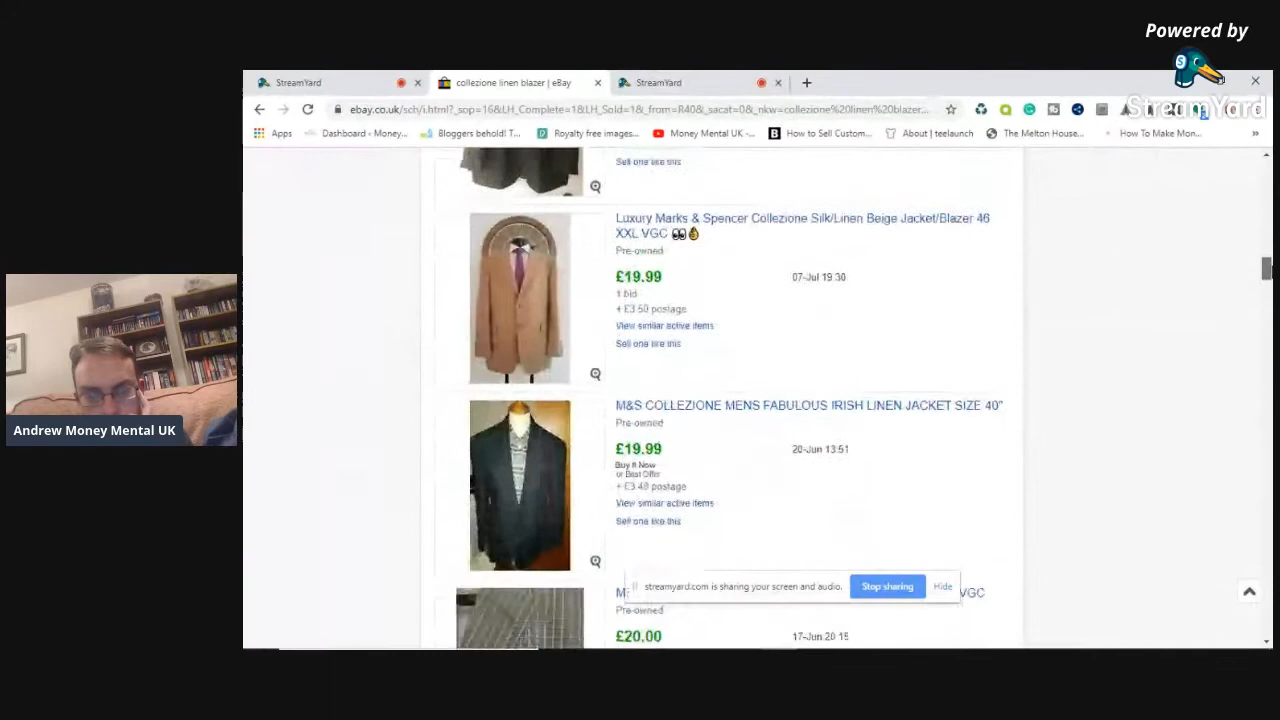 Powered by
StreamYard
StreamYard
collezione linen blazer | eBay
StreamYard
ebay.co.uk/sch/i.html?_sop=16&LH_Complete=1&LH_Sold=1&_from=R40&_sacat=0&_nkw=collezione%20linen%20blazer...
Apps
Dashboard ‹ Money...
Bloggers behold! T...
Royalty free images...
Money Mental UK -...
How to Sell Custom...
About | teelaunch
The Melton House...
How To Make Mon...
Sell one like this
Luxury Marks & Spencer Collezione Silk/Linen Beige Jacket/Blazer 46
XXL VGC 👀💰
Pre-owned
£19.99 07-Jul 19:30
1 bid
+ £3.50 postage
View similar active items
Sell one like this
M&S COLLEZIONE MENS FABULOUS IRISH LINEN JACKET SIZE 40"
Pre-owned
£19.99 20-Jun 13:51
Buy It Now
or Best Offer
+ £3.40 postage
View similar active items
Sell one like this
streamyard.com is sharing your screen and audio. Stop sharing Hide
VGC
Pre-owned
£20.00 17-Jun 20:15
Andrew Money Mental UK